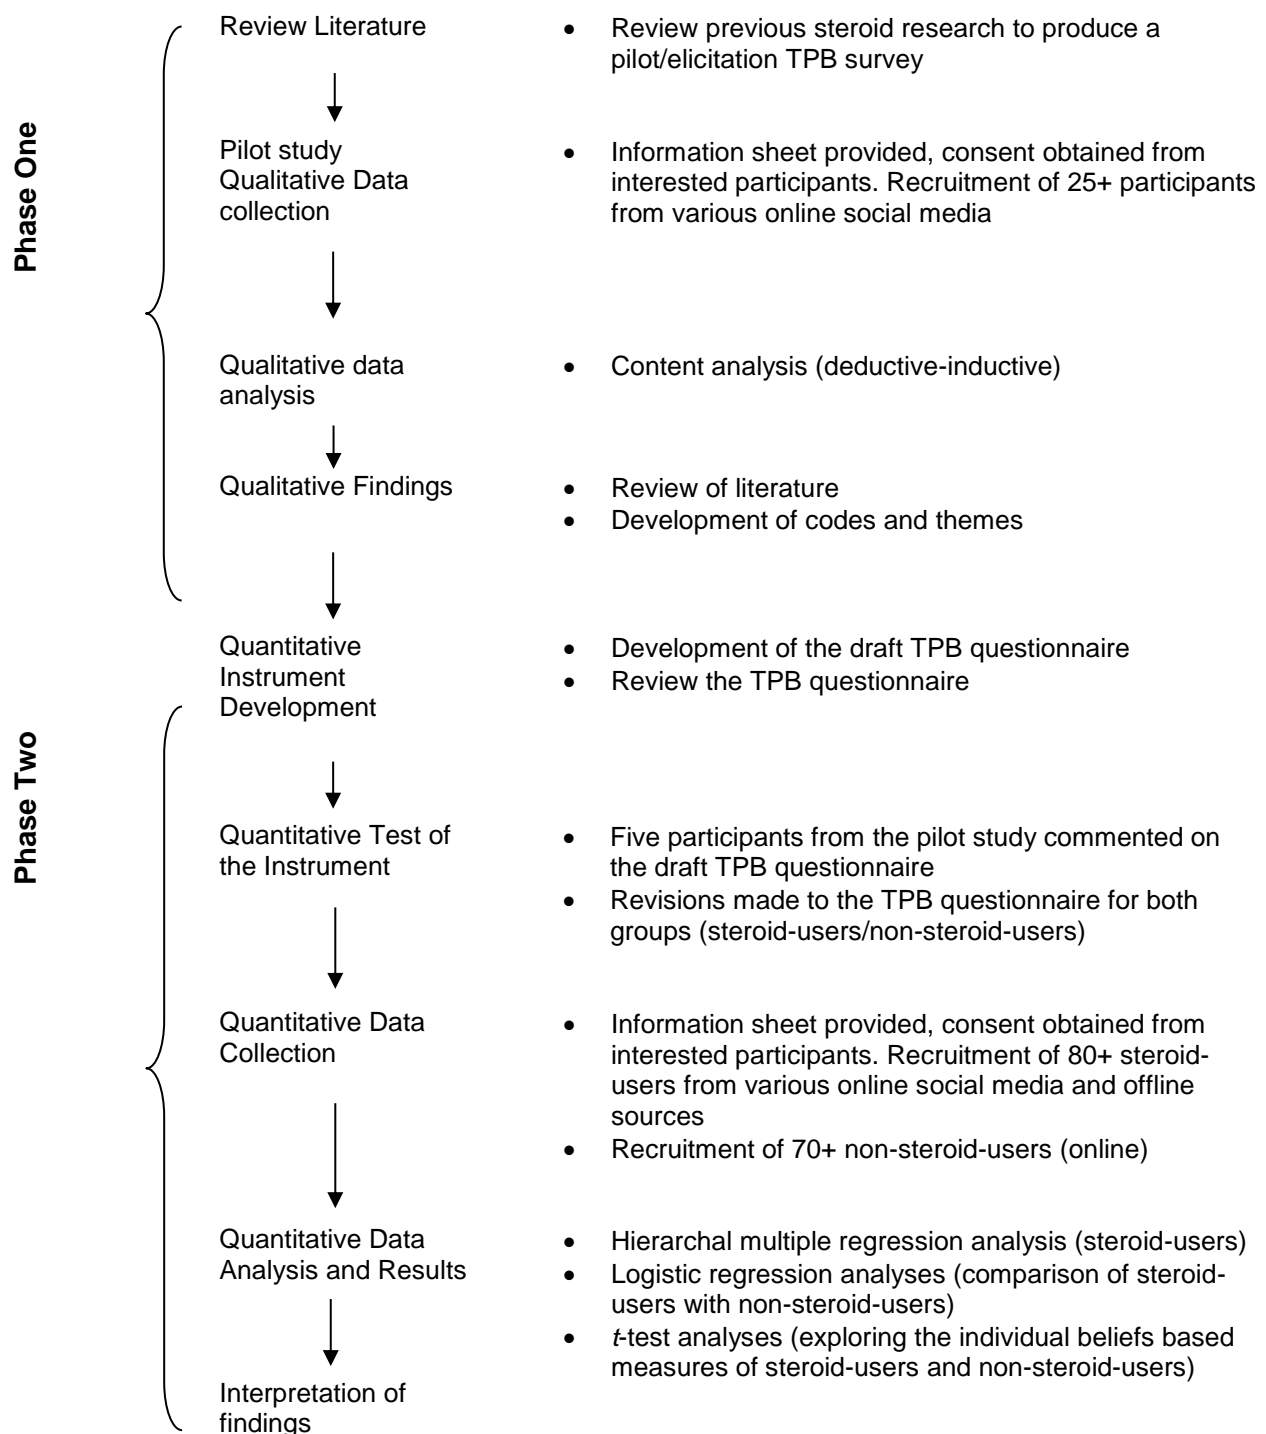 Phase One
Review Literature
• Review previous steroid research to produce a
pilot/elicitation TPB survey
Pilot study
Qualitative Data
collection
• Information sheet provided, consent obtained from
interested participants. Recruitment of 25+ participants
from various online social media
Qualitative data
analysis
• Content analysis (deductive-inductive)
Qualitative Findings
• Review of literature
• Development of codes and themes
Phase Two
Quantitative
Instrument
Development
• Development of the draft TPB questionnaire
• Review the TPB questionnaire
Quantitative Test of
the Instrument
• Five participants from the pilot study commented on
the draft TPB questionnaire
• Revisions made to the TPB questionnaire for both
groups (steroid-users/non-steroid-users)
Quantitative Data
Collection
• Information sheet provided, consent obtained from
interested participants. Recruitment of 80+ steroid-
users from various online social media and offline
sources
• Recruitment of 70+ non-steroid-users (online)
Quantitative Data
Analysis and Results
• Hierarchal multiple regression analysis (steroid-users)
• Logistic regression analyses (comparison of steroid-
users with non-steroid-users)
• t-test analyses (exploring the individual beliefs based
measures of steroid-users and non-steroid-users)
Interpretation of
findings